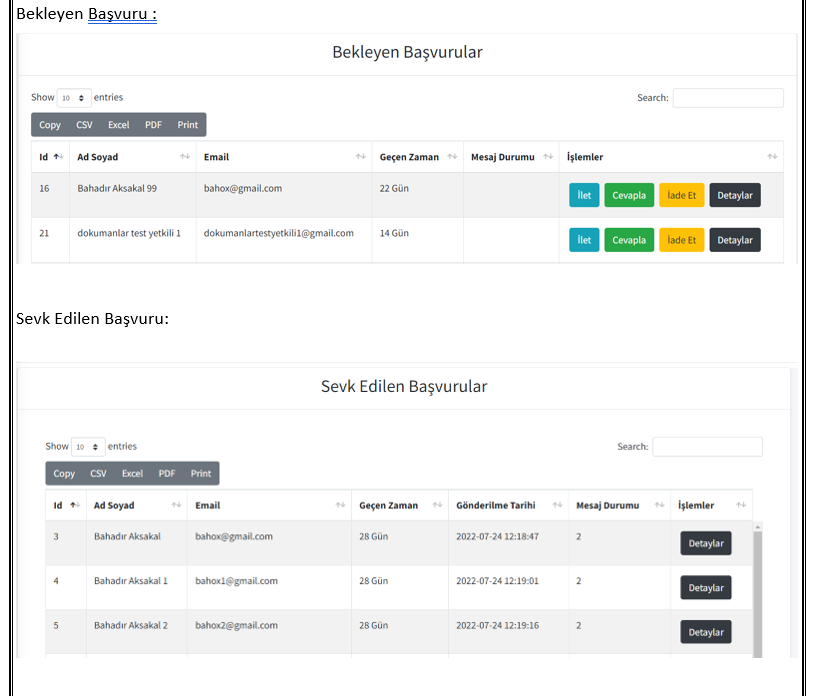 Bekleyen Başvuru :
Bekleyen Başvurular
Show 10 entries Search:
Copy CSV Excel PDF Print
Id Ad Soyad Email Geçen Zaman Mesaj Durumu İşlemler
16 Bahadır Aksakal 99 bahox@gmail.com 22 Gün İlet Cevapla İade Et Detaylar
21 dokumanlar test yetkili 1 dokumanlartestyetkili1@gmail.com 14 Gün İlet Cevapla İade Et Detaylar
Sevk Edilen Başvuru:
Sevk Edilen Başvurular
Show 10 entries Search:
Copy CSV Excel PDF Print
Id Ad Soyad Email Geçen Zaman Gönderilme Tarihi Mesaj Durumu İşlemler
3 Bahadır Aksakal bahox@gmail.com 28 Gün 2022-07-24 12:18:47 2 Detaylar
4 Bahadır Aksakal 1 bahox1@gmail.com 28 Gün 2022-07-24 12:19:01 2 Detaylar
5 Bahadır Aksakal 2 bahox2@gmail.com 28 Gün 2022-07-24 12:19:16 2 Detaylar